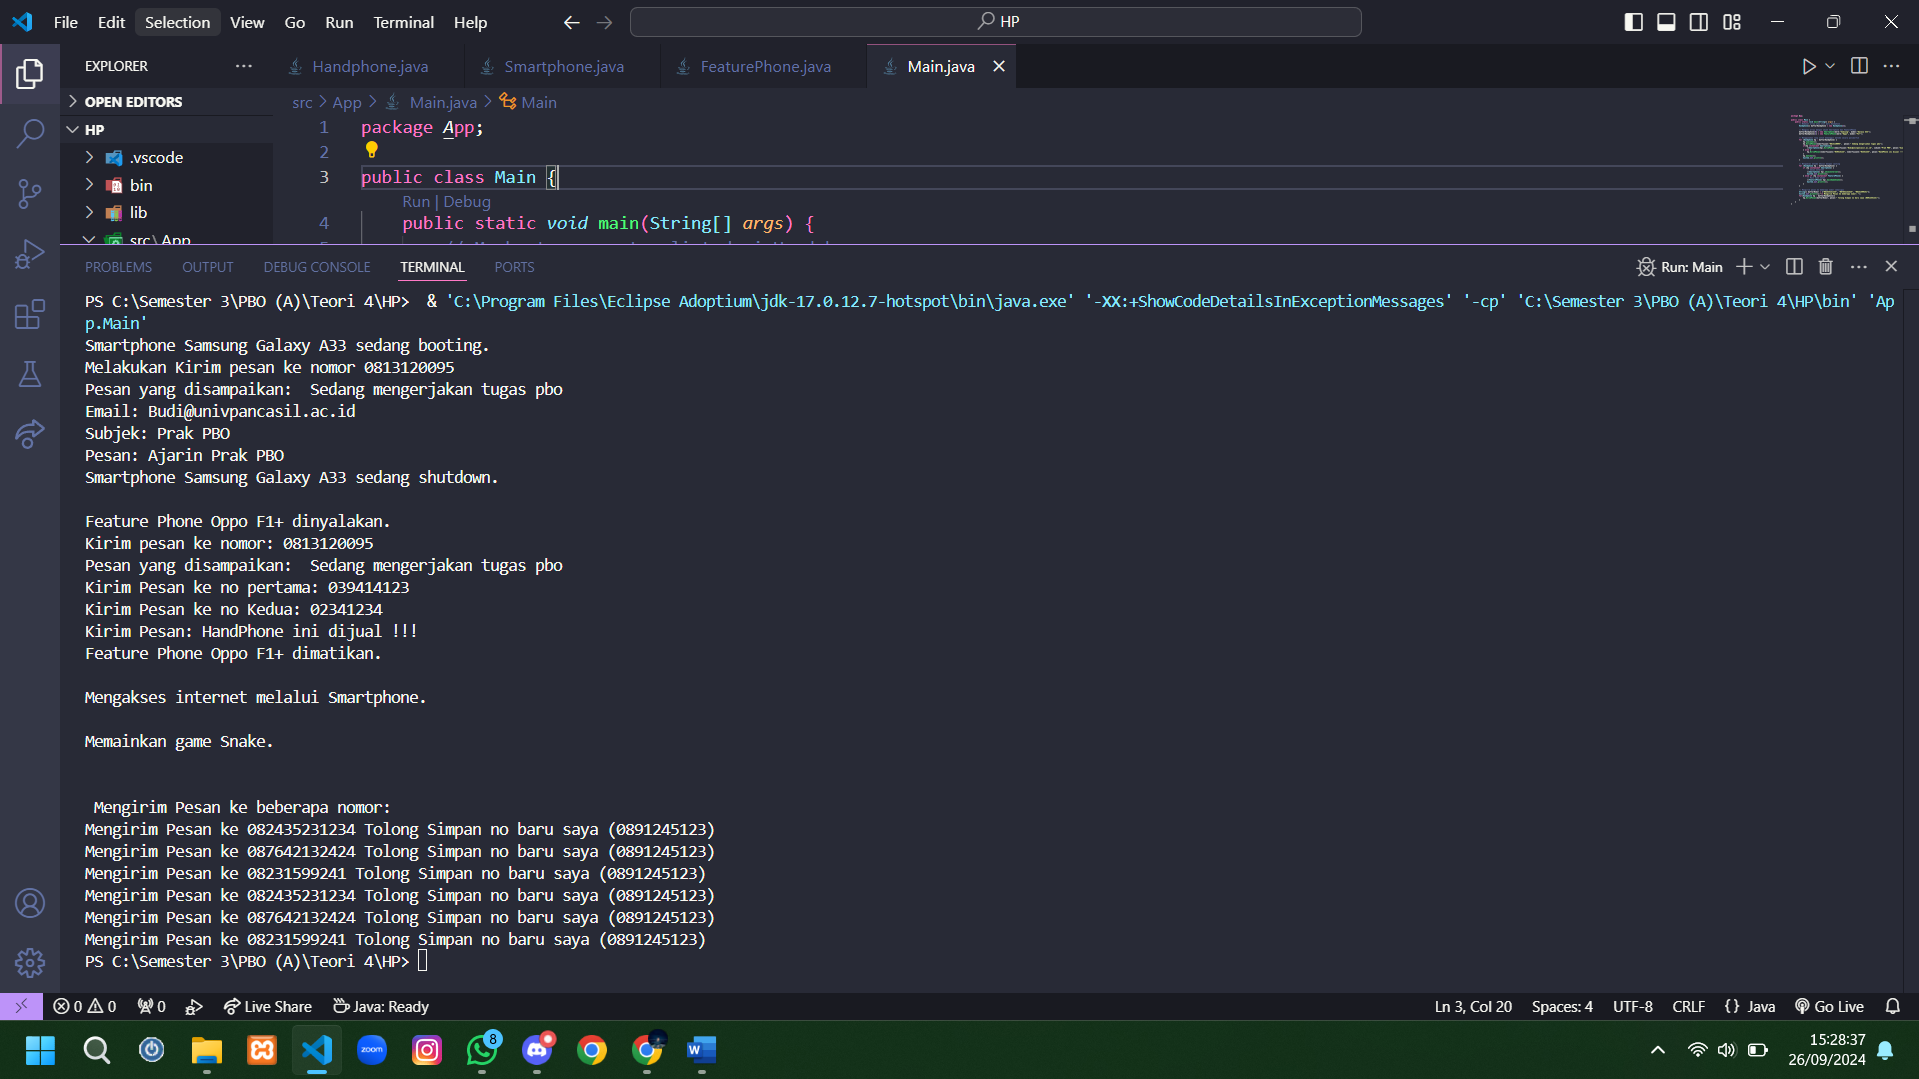 File Edit Selection View Go Run Terminal Help
HP
EXPLORER
Handphone.java
Smartphone.java
FeaturePhone.java
Main.java
OPEN EDITORS
HP
.vscode
bin
lib
src\App
src > App > Main.java > Main
1 package App;
2
3 public class Main {
Run | Debug
4 public static void main(String[] args) {
PROBLEMS OUTPUT DEBUG CONSOLE TERMINAL PORTS
Run: Main
PS C:\Semester 3\PBO (A)\Teori 4\HP> & 'C:\Program Files\Eclipse Adoptium\jdk-17.0.12.7-hotspot\bin\java.exe' '-XX:+ShowCodeDetailsInExceptionMessages' '-cp' 'C:\Semester 3\PBO (A)\Teori 4\HP\bin' 'Ap
p.Main'
Smartphone Samsung Galaxy A33 sedang booting.
Melakukan Kirim pesan ke nomor 0813120095
Pesan yang disampaikan:  Sedang mengerjakan tugas pbo
Email: Budi@univpancasil.ac.id
Subjek: Prak PBO
Pesan: Ajarin Prak PBO
Smartphone Samsung Galaxy A33 sedang shutdown.
Feature Phone Oppo F1+ dinyalakan.
Kirim pesan ke nomor: 0813120095
Pesan yang disampaikan:  Sedang mengerjakan tugas pbo
Kirim Pesan ke no pertama: 039414123
Kirim Pesan ke no Kedua: 02341234
Kirim Pesan: HandPhone ini dijual !!!
Feature Phone Oppo F1+ dimatikan.
Mengakses internet melalui Smartphone.
Memainkan game Snake.
Mengirim Pesan ke beberapa nomor:
Mengirim Pesan ke 082435231234 Tolong Simpan no baru saya (0891245123)
Mengirim Pesan ke 087642132424 Tolong Simpan no baru saya (0891245123)
Mengirim Pesan ke 08231599241 Tolong Simpan no baru saya (0891245123)
Mengirim Pesan ke 082435231234 Tolong Simpan no baru saya (0891245123)
Mengirim Pesan ke 087642132424 Tolong Simpan no baru saya (0891245123)
Mengirim Pesan ke 08231599241 Tolong Simpan no baru saya (0891245123)
PS C:\Semester 3\PBO (A)\Teori 4\HP>
0 0 0 Live Share Java: Ready
Ln 3, Col 20 Spaces: 4 UTF-8 CRLF {} Java Go Live
zoom
8
W
15:28:37
26/09/2024